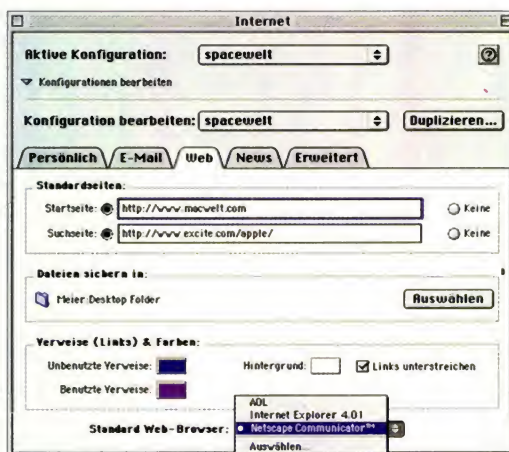 Internet
Aktive Konfiguration: spacewelt
Konfigurationen bearbeiten
Konfiguration bearbeiten: spacewelt Duplizieren...
Persönlich E-Mail Web News Erweitert
Standardseiten:
Startseite: http://www.macwelt.com Keine
Suchseite: http://www.excite.com/apple/ Keine
Dateien sichern in:
Meier:Desktop Folder Auswählen
Verweise (Links) & Farben:
Unbenutzte Verweise: Hintergrund: Links unterstreichen
Benutzte Verweise:
AOL
Internet Explorer 4.01
Standard Web-Browser: Netscape Communicator™
Auswählen...